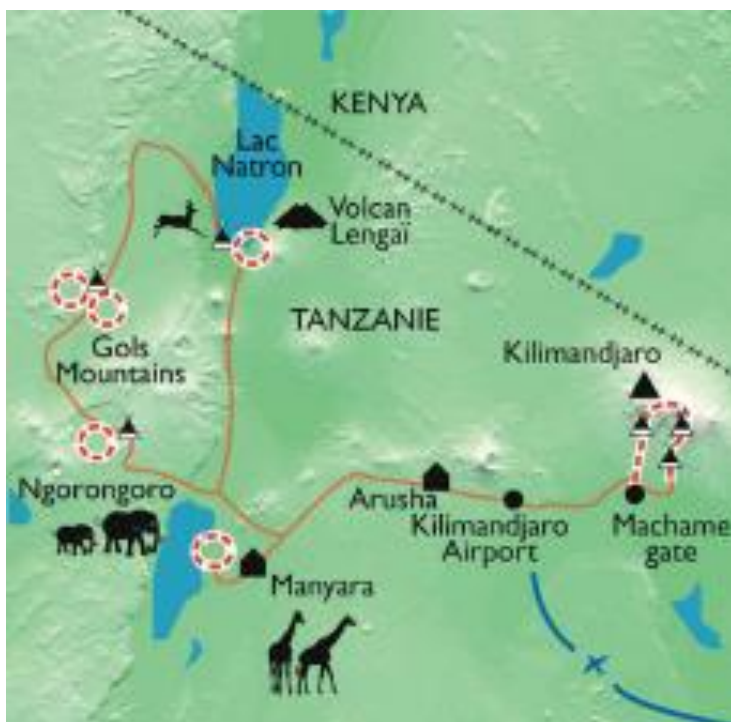 KENYA
Lac
Natron
Volcan
Lengaï
TANZANIE
Gols
Mountains
Kilimandjaro
Ngorongoro
Arusha
Kilimandjaro
Airport
Machame
gate
Manyara